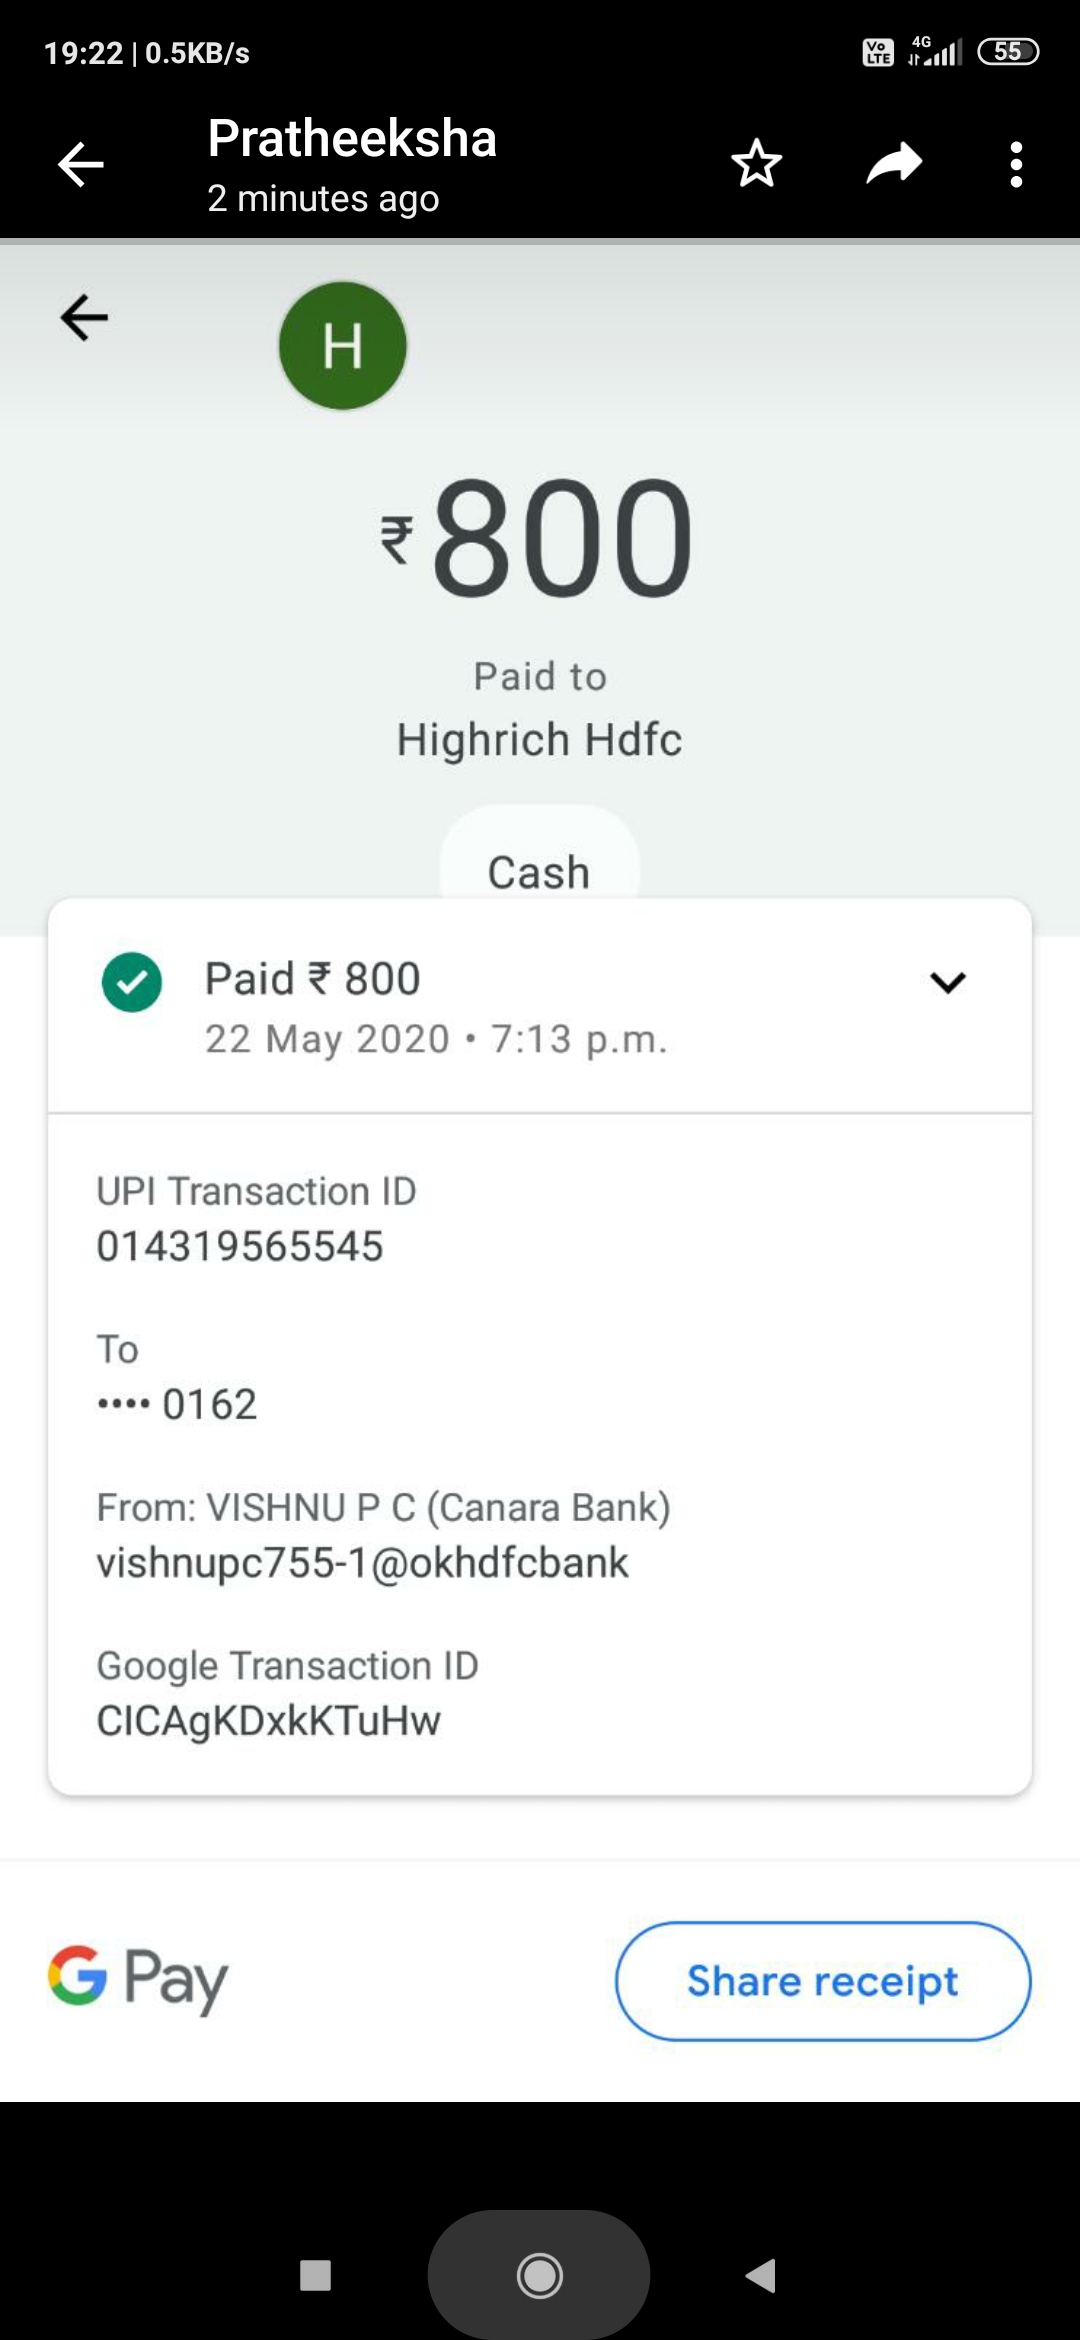 19:22 | 0.5KB/s Vo LTE 4G 55
Pratheeksha
2 minutes ago
H
₹800
Paid to
Highrich Hdfc
Cash
Paid ₹ 800
22 May 2020 • 7:13 p.m.
UPI Transaction ID
014319565545
To
•••• 0162
From: VISHNU P C (Canara Bank)
vishnupc755-1@okhdfcbank
Google Transaction ID
CICAgKDxkKTuHw
G Pay
Share receipt